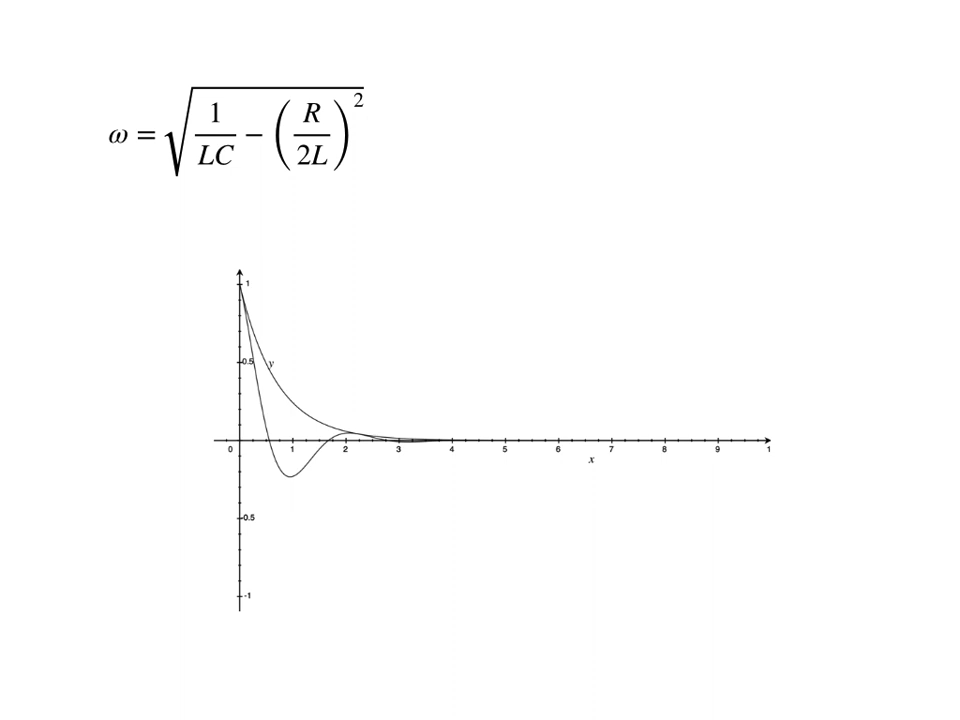 ω = √(1/LC − (R/2L)²)
1
0.5
y
0 1 2 3 4 5 6 7 8 9 1
x
-0.5
-1